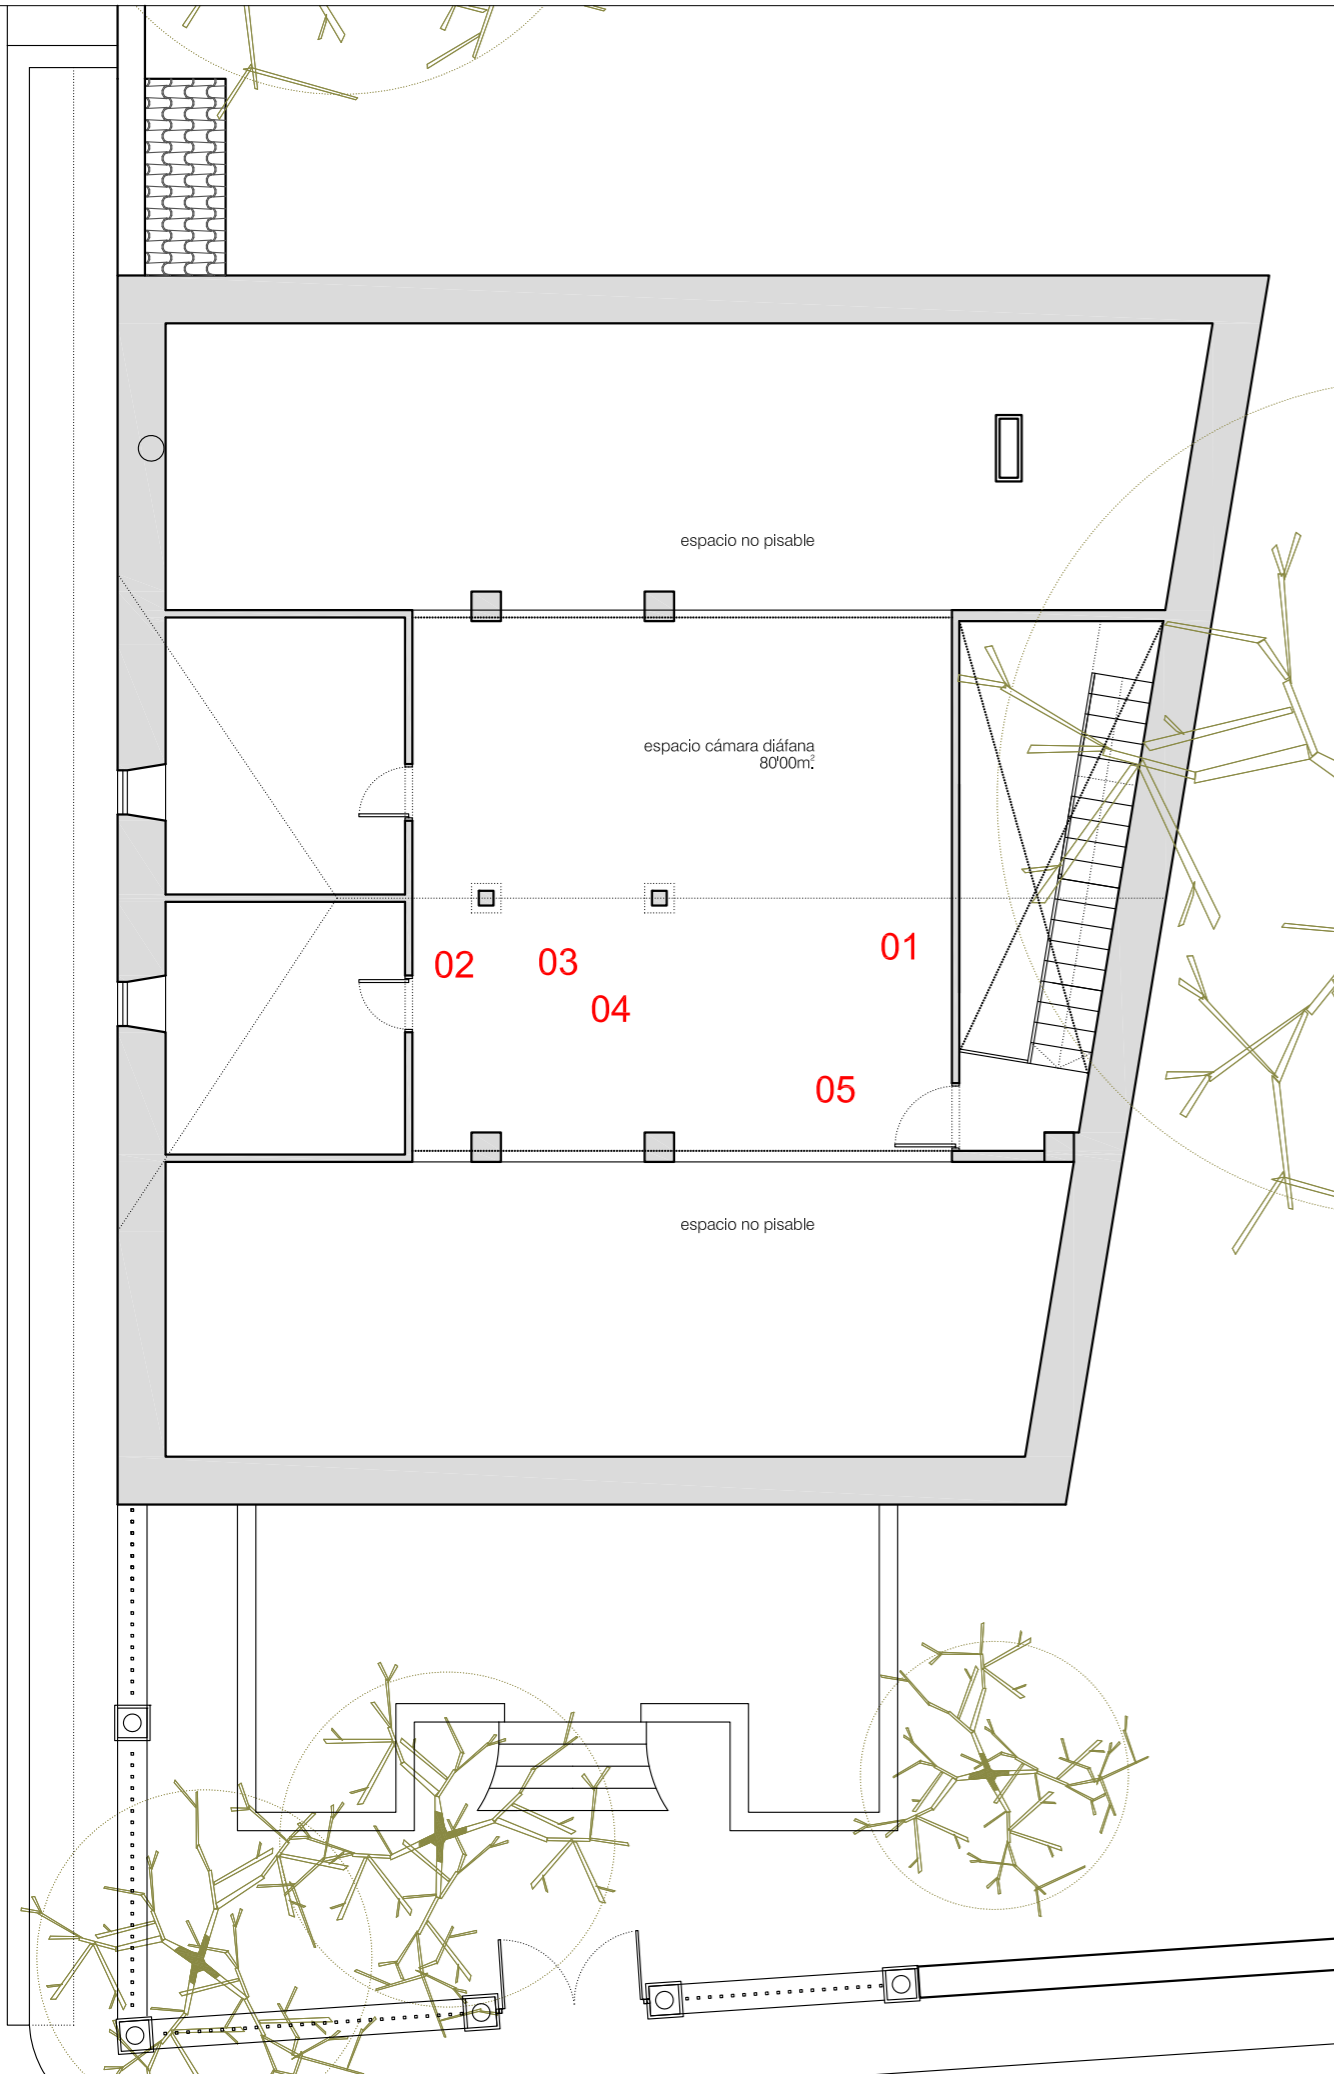 espacio no pisable
espacio cámara diáfana
80'00m²
01
02
03
04
05
espacio no pisable